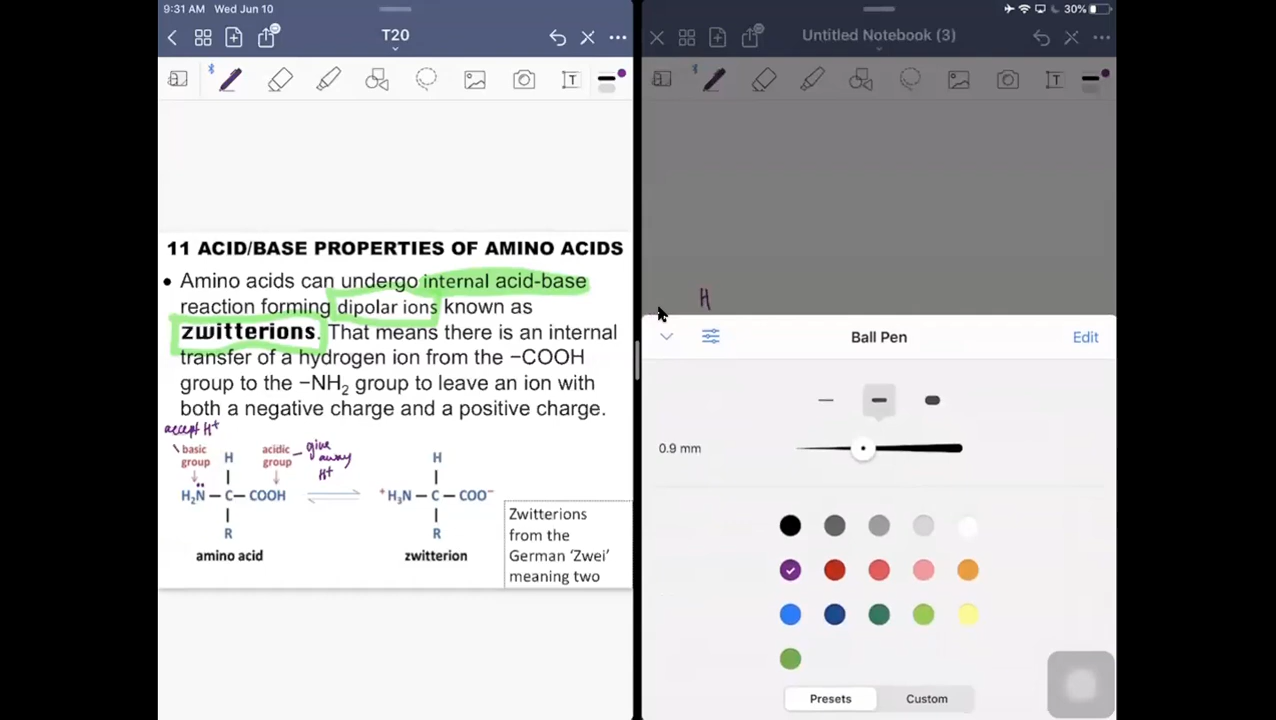 9:31 AM Wed Jun 10
30%
T20
Untitled Notebook (3)
11 ACID/BASE PROPERTIES OF AMINO ACIDS
• Amino acids can undergo internal acid-base
reaction forming dipolar ions known as
zwitterions. That means there is an internal
transfer of a hydrogen ion from the −COOH
group to the −NH₂ group to leave an ion with
both a negative charge and a positive charge.
accept H⁺
basic
group
acidic
group
give
away
H⁺
H
H₂N̈ — C — COOH
R
amino acid
H
⁺H₃N — C — COO⁻
R
zwitterion
Zwitterions
from the
German ‘Zwei’
meaning two
H
Ball Pen
Edit
0.9 mm
Presets
Custom